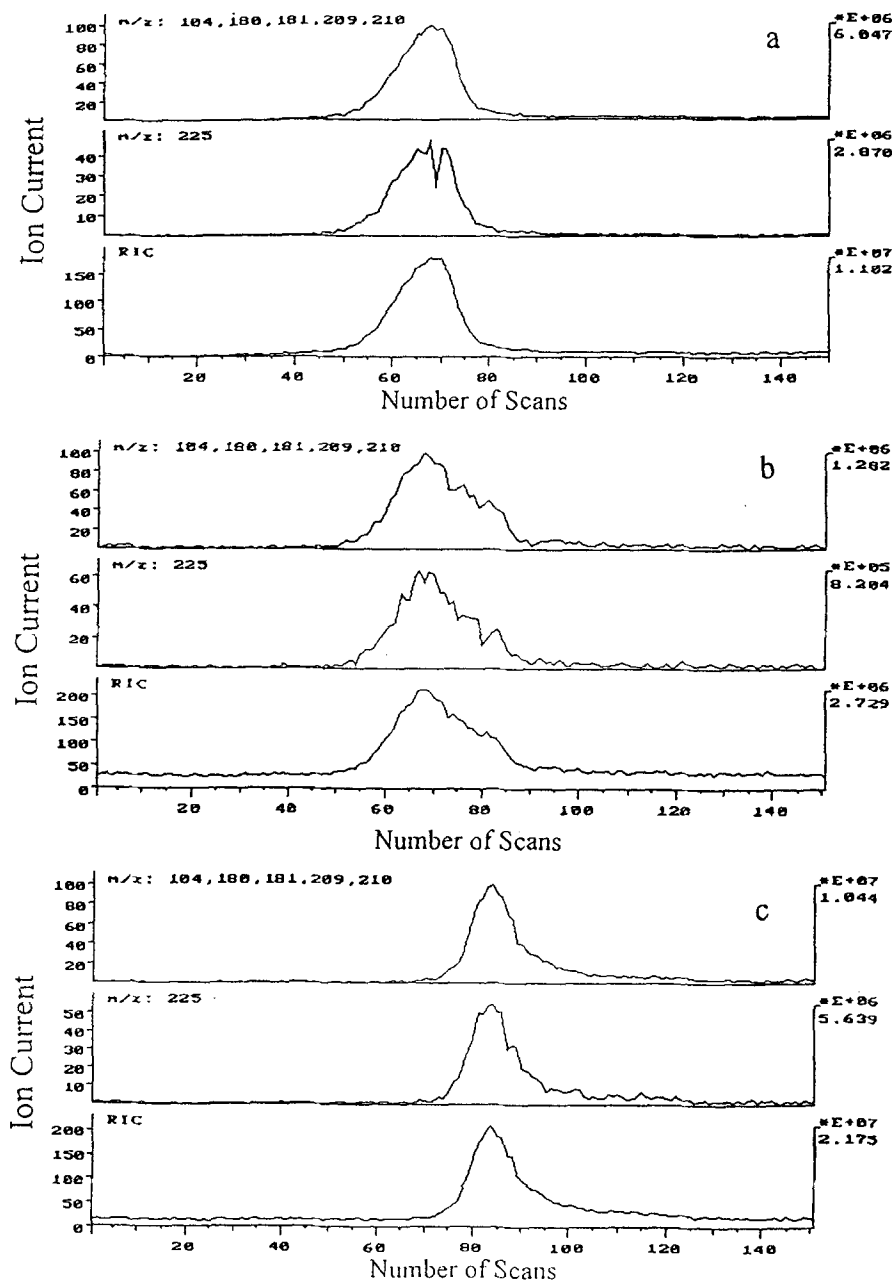 m/z: 104,180,181,209,210
*E+06
6.047
a
100
80
60
40
20
m/z: 225
*E+06
2.870
40
30
20
10
RIC
*E+07
1.102
150
100
50
0
20 40 60 80 100 120 140
Number of Scans
Ion Current
m/z: 104,180,181,209,210
*E+06
1.282
b
100
80
60
40
20
m/z: 225
*E+05
8.204
60
40
20
RIC
*E+06
2.729
200
150
100
50
0
20 40 60 80 100 120 140
Number of Scans
Ion Current
m/z: 104,180,181,209,210
*E+07
1.044
c
100
80
60
40
20
m/z: 225
*E+06
5.639
50
40
30
20
10
RIC
*E+07
2.175
200
150
100
50
0
20 40 60 80 100 120 140
Number of Scans
Ion Current